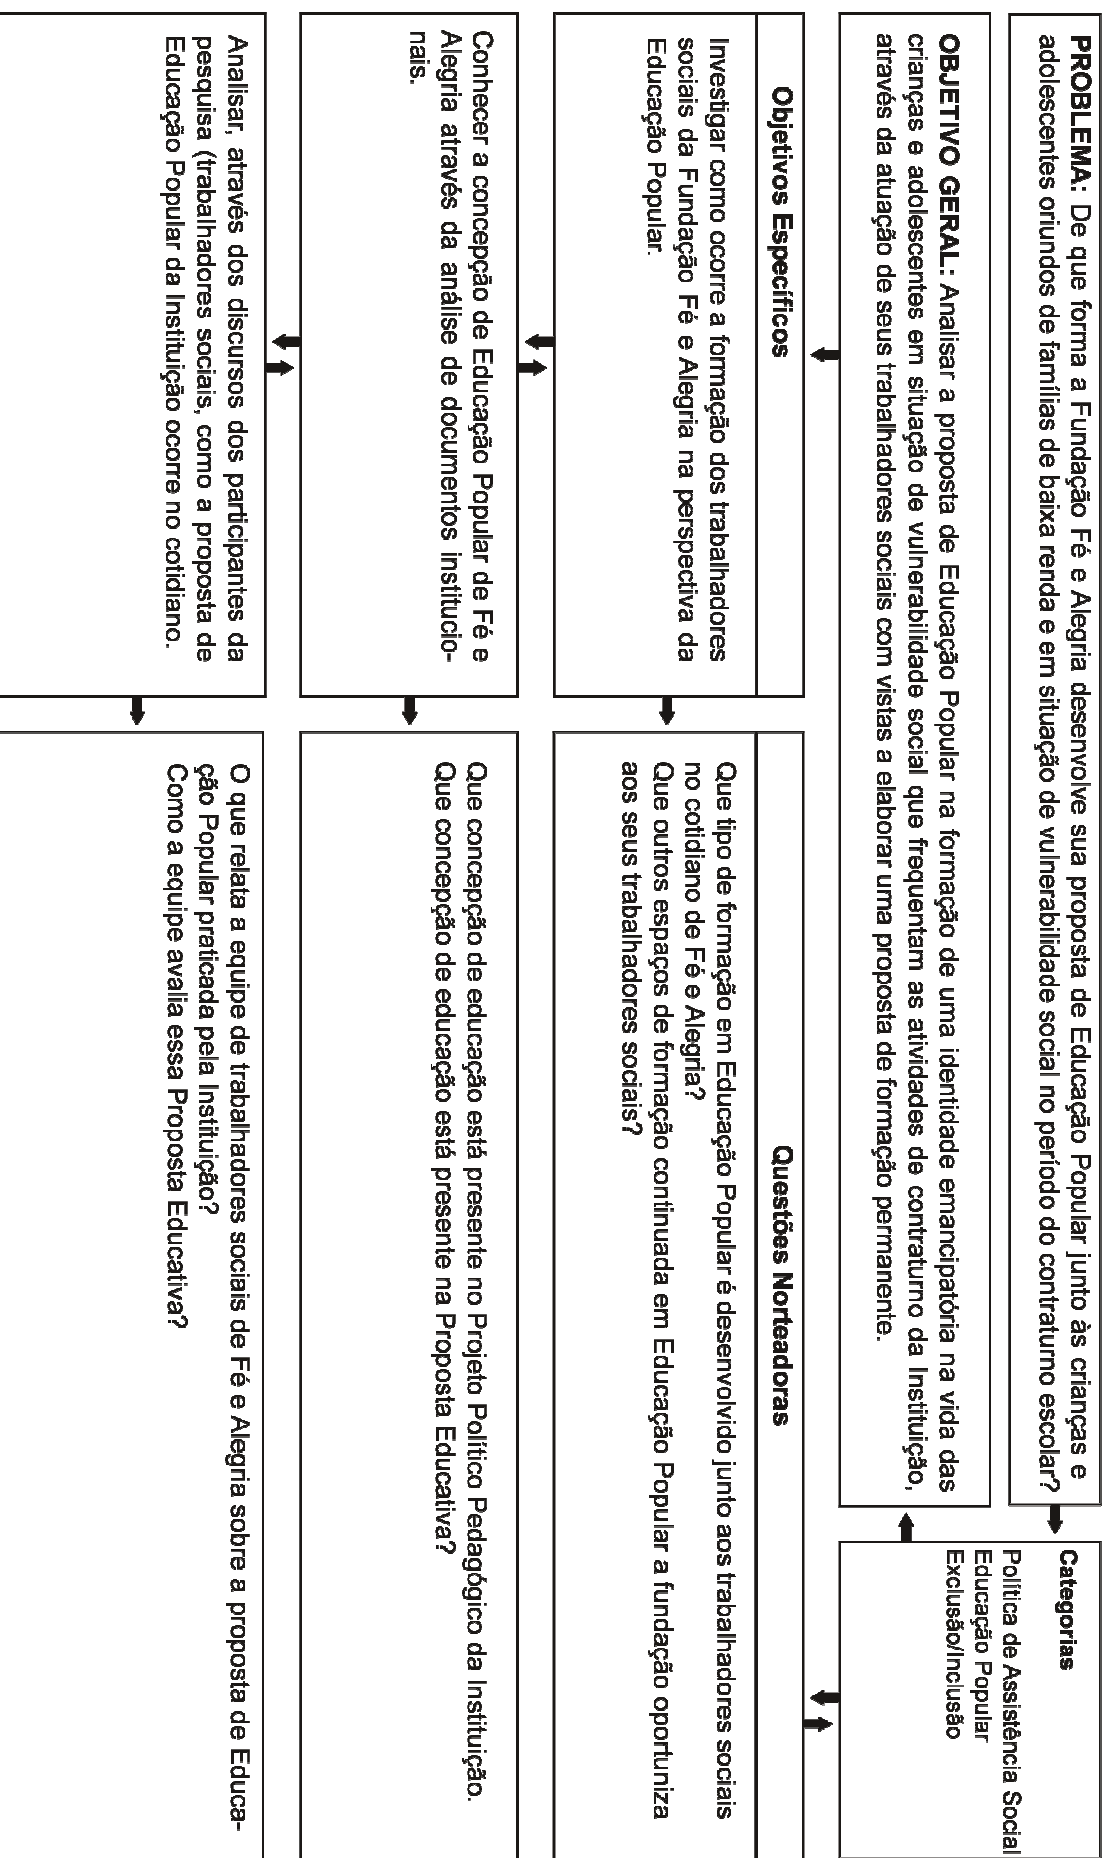 PROBLEMA: De que forma a Fundação Fé e Alegria desenvolve sua proposta de Educação Popular junto às crianças e
adolescentes oriundos de famílias de baixa renda e em situação de vulnerabilidade social no período do contraturno escolar?
Categorias
Política de Assistência Social
Educação Popular
Exclusão/Inclusão
OBJETIVO GERAL: Analisar a proposta de Educação Popular na formação de uma identidade emancipatória na vida das
crianças e adolescentes em situação de vulnerabilidade social que frequentam as atividades de contraturno da Instituição,
através da atuação de seus trabalhadores sociais com vistas a elaborar uma proposta de formação permanente.
Objetivos Específicos
Questões Norteadoras
Investigar como ocorre a formação dos trabalhadores
sociais da Fundação Fé e Alegria na perspectiva da
Educação Popular.
Que tipo de formação em Educação Popular é desenvolvido junto aos trabalhadores sociais
no cotidiano de Fé e Alegria?
Que outros espaços de formação continuada em Educação Popular a fundação oportuniza
aos seus trabalhadores sociais?
Conhecer a concepção de Educação Popular de Fé e
Alegria através da análise de documentos institucio-
nais.
Que concepção de educação está presente no Projeto Político Pedagógico da Instituição.
Que concepção de educação está presente na Proposta Educativa?
Analisar, através dos discursos dos participantes da
pesquisa (trabalhadores sociais, como a proposta de
Educação Popular da Instituição ocorre no cotidiano.
O que relata a equipe de trabalhadores sociais de Fé e Alegria sobre a proposta de Educa-
ção Popular praticada pela Instituição?
Como a equipe avalia essa Proposta Educativa?